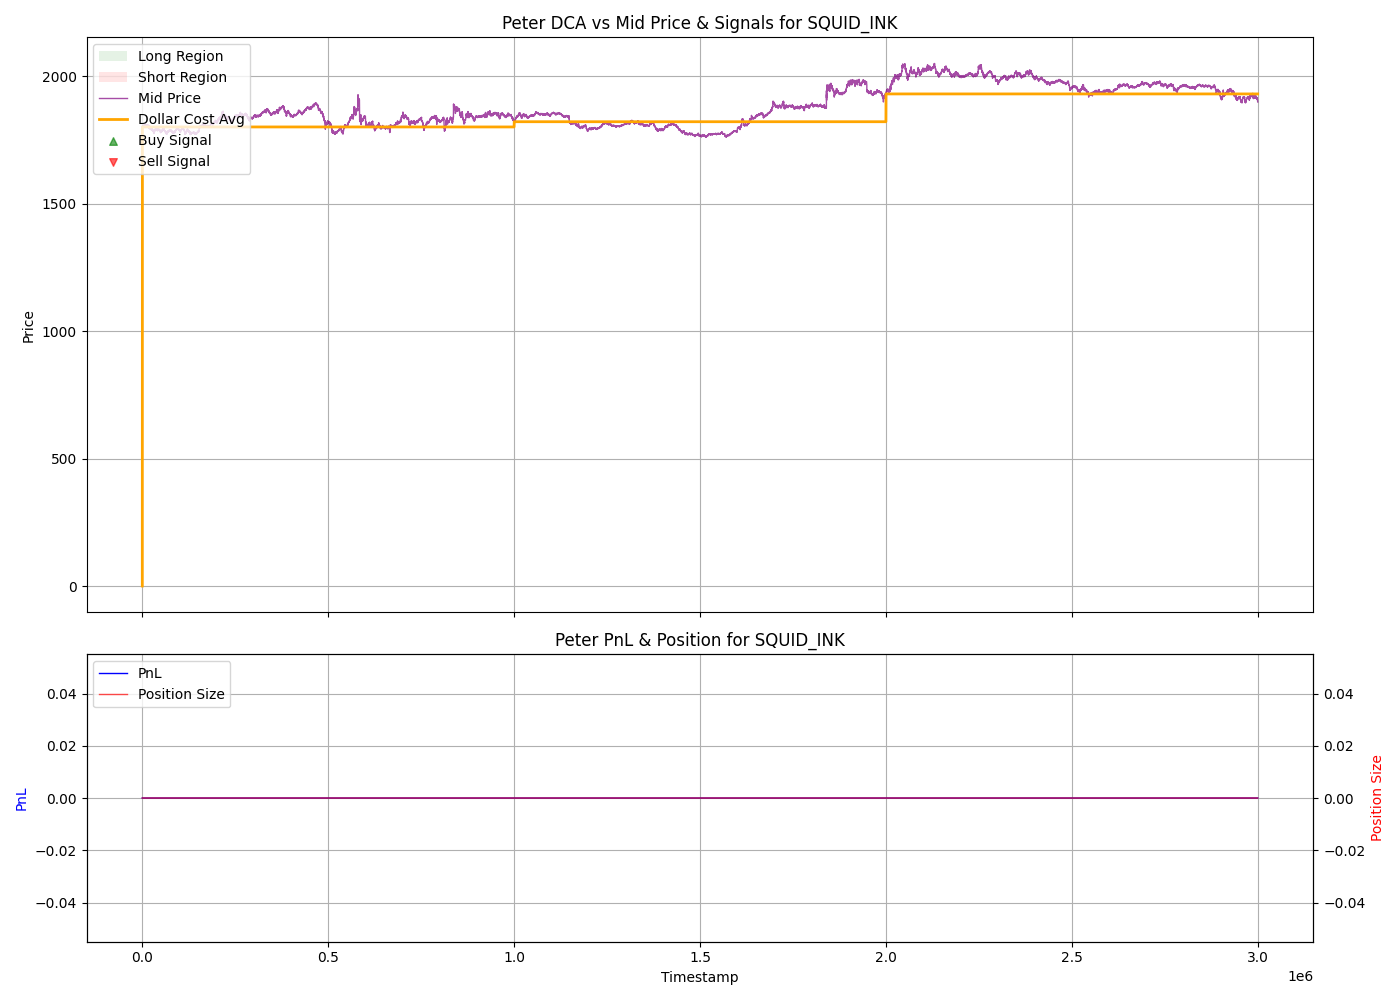 Peter DCA vs Mid Price & Signals for SQUID_INK
Long Region
Short Region
Mid Price
Dollar Cost Avg
Buy Signal
Sell Signal
2000
1500
1000
500
0
Price
Peter PnL & Position for SQUID_INK
PnL
Position Size
0.04
0.02
0.00
−0.02
−0.04
PnL
0.04
0.02
0.00
−0.02
−0.04
Position Size
0.0 0.5 1.0 1.5 2.0 2.5 3.0
Timestamp
1e6